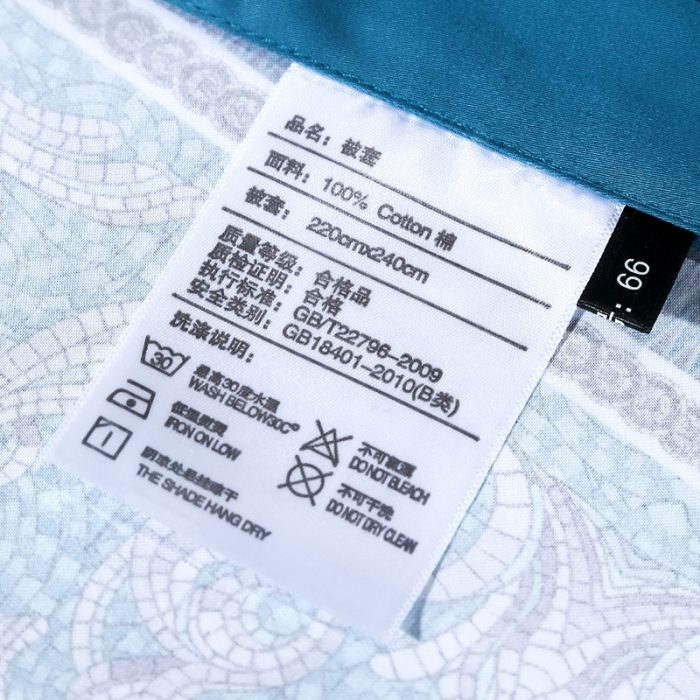 品名：被套
面料：100% Cotton 棉
被套：220cmx240cm
质量等级：合格品
质检证明：合格
执行标准：GB/T22796-2009
安全类别：GB18401-2010(B类)
洗涤说明：
30
最高30度水温
WASH BELOW30C°
低温熨烫
IRON ON LOW
阴凉处悬挂晾干
THE SHADE HANG DRY
不可氯漂
DO NOT BLEACH
不可干洗
DO NOT DRY CLEAN
99